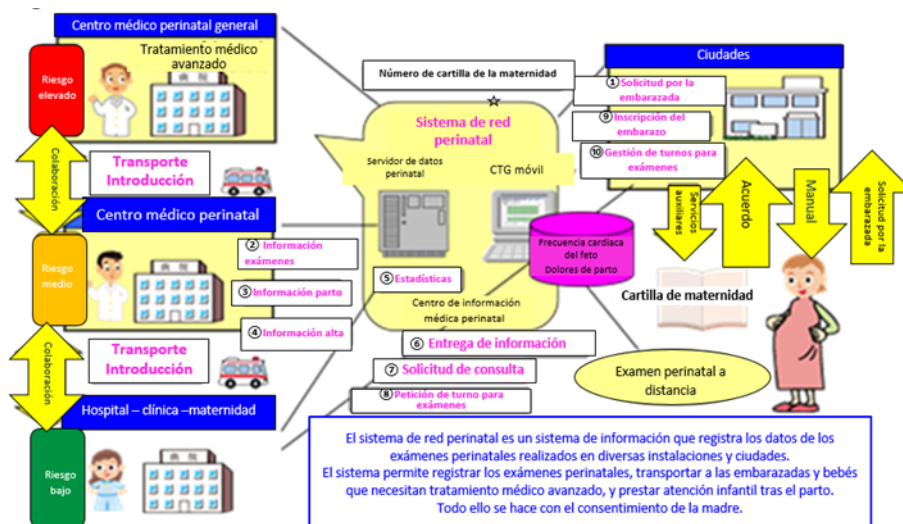 Centro médico perinatal general
Riesgo
elevado
Tratamiento médico
avanzado
病院
Colaboración
Transporte
Introducción
Centro médico perinatal
Riesgo
medio
病院
② Información
exámenes
③ Información parto
④ Información alta
Colaboración
Transporte
Introducción
Hospital – clínica –maternidad
Riesgo
bajo
病院
Número de cartilla de la maternidad
Sistema de red
perinatal
Servidor de datos
perinatal
CTG móvil
⑤ Estadísticas
Centro de información
médica perinatal
⑥ Entrega de información
⑦ Solicitud de consulta
⑧ Petición de turno para
exámenes
Frecuencia cardiaca
del feto
Dolores de parto
Ciudades
① Solicitud por la
embarazada
⑨ Inscripción del
embarazo
⑩ Gestión de turnos para
exámenes
Servicios
auxiliares
Acuerdo
Manual
Solicitud por la
embarazada
Cartilla de maternidad
Examen perinatal a
distancia
El sistema de red perinatal es un sistema de información que registra los datos de los
exámenes perinatales realizados en diversas instalaciones y ciudades.
El sistema permite registrar los exámenes perinatales, transportar a las embarazadas y bebés
que necesitan tratamiento médico avanzado, y prestar atención infantil tras el parto.
Todo ello se hace con el consentimiento de la madre.